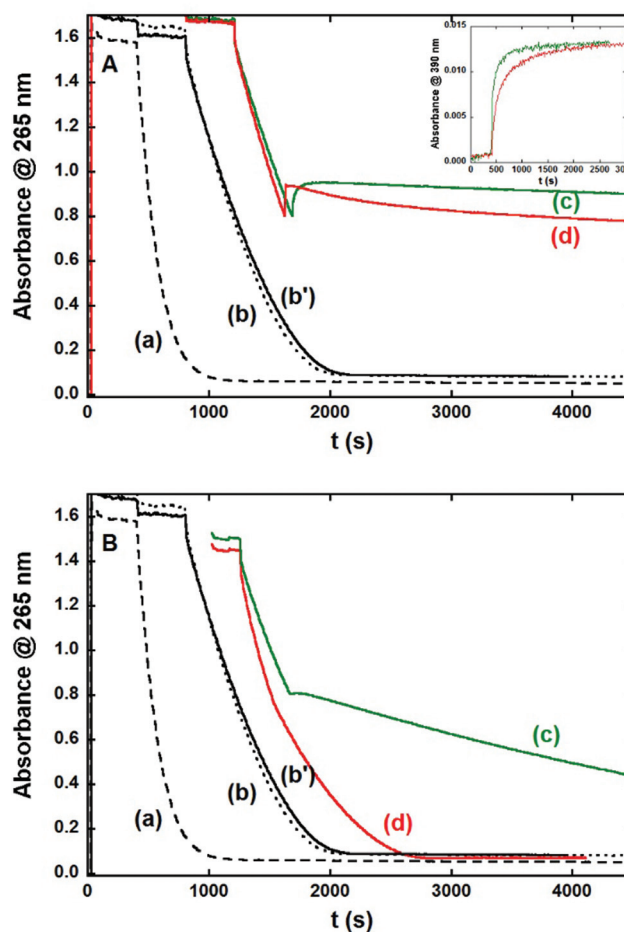 A
1.6
1.4
1.2
1.0
0.8
0.6
0.4
0.2
0.0
Absorbance @ 265 nm
0 1000 2000 3000 4000
t (s)
(a)
(b)
(b')
(c)
(d)
0.015
0.010
0.005
0.000
Absorbance @ 390 nm
0 500 1000 1500 2000 2500 3000
t (s)
B
1.6
1.4
1.2
1.0
0.8
0.6
0.4
0.2
0.0
Absorbance @ 265 nm
0 1000 2000 3000 4000
t (s)
(a)
(b)
(b')
(c)
(d)